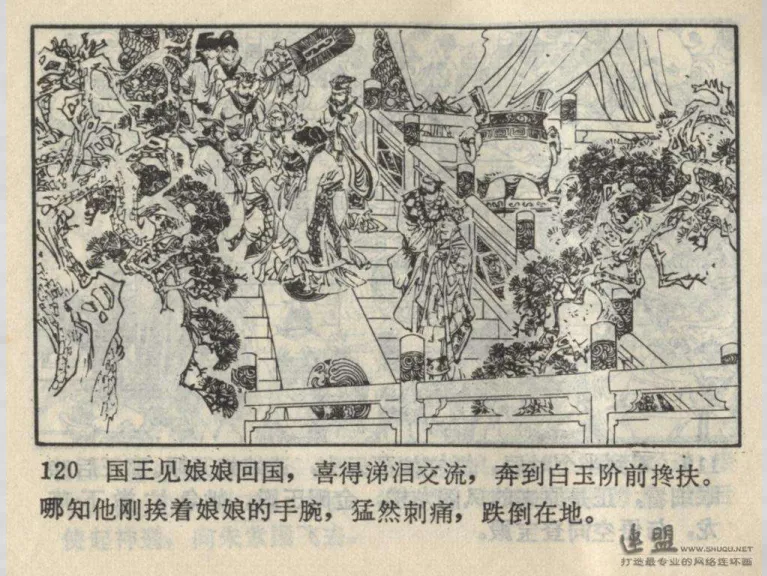 120 国王见娘娘回国，喜得涕泪交流，奔到白玉阶前搀扶。
哪知他刚挨着娘娘的手腕，猛然刺痛，跌倒在地。
连盟 WWW.SHUQU.NET
打造最专业的网络连环画